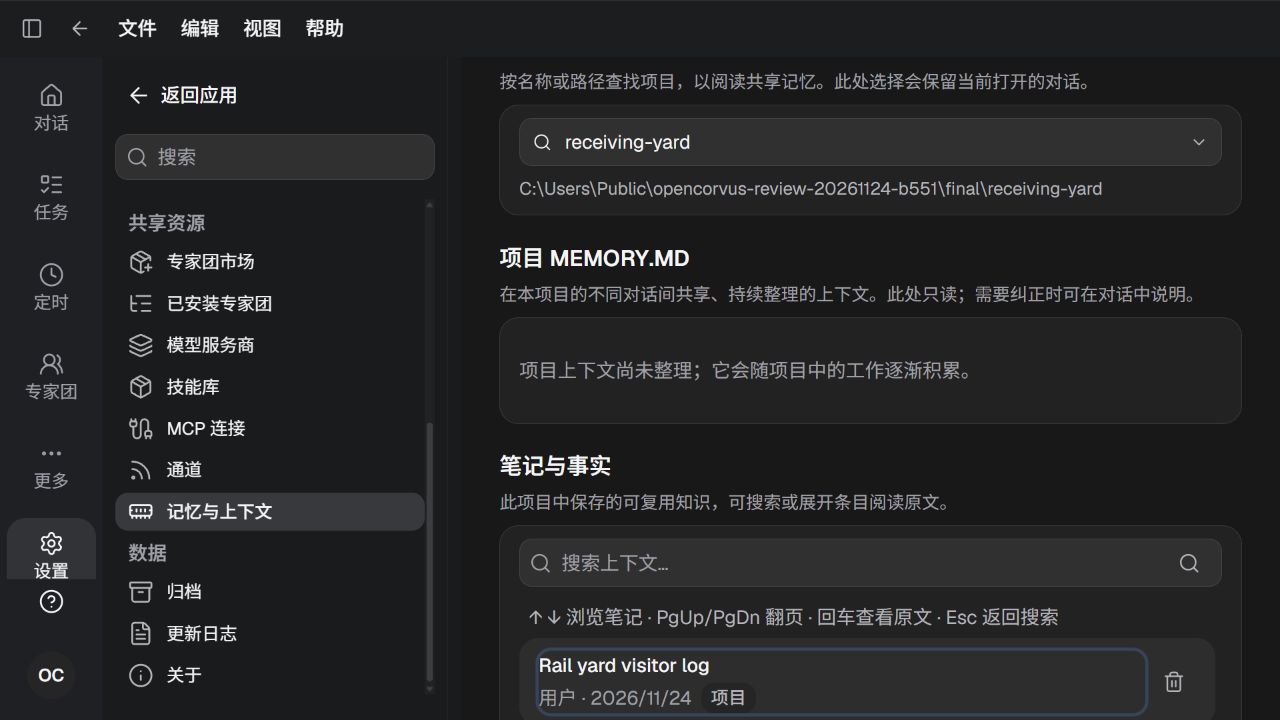 文件 编辑 视图 帮助
对话
任务
定时
专家团
更多
设置
OC
返回应用
搜索
共享资源
专家团市场
已安装专家团
模型服务商
技能库
MCP 连接
通道
记忆与上下文
数据
归档
更新日志
关于
按名称或路径查找项目，以阅读共享记忆。此处选择会保留当前打开的对话。
receiving-yard
C:\Users\Public\opencorvus-review-20261124-b551\final\receiving-yard
项目 MEMORY.MD
在本项目的不同对话间共享、持续整理的上下文。此处只读；需要纠正时可在对话中说明。
项目上下文尚未整理；它会随项目中的工作逐渐积累。
笔记与事实
此项目中保存的可复用知识，可搜索或展开条目阅读原文。
搜索上下文...
↑↓ 浏览笔记 · PgUp/PgDn 翻页 · 回车查看原文 · Esc 返回搜索
Rail yard visitor log
用户 · 2026/11/24 项目